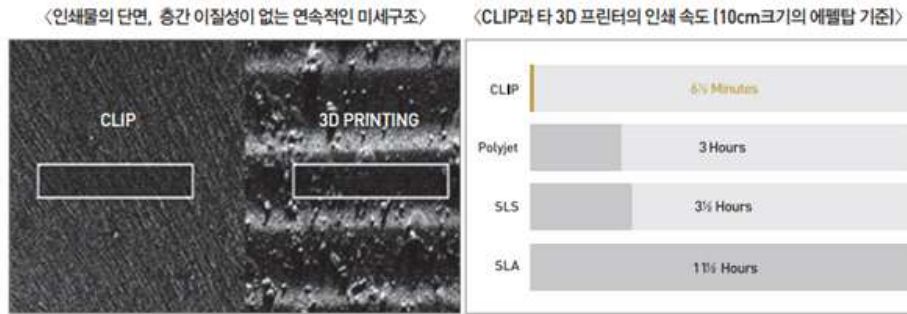 <인쇄물의 단면, 층간 이질성이 없는 연속적인 미세구조>
CLIP
3D PRINTING
<CLIP과 타 3D 프린터의 인쇄 속도 (10cm크기의 에펠탑 기준)>
CLIP 6½ Minutes
Polyjet 3 Hours
SLS 3½ Hours
SLA 11½ Hours